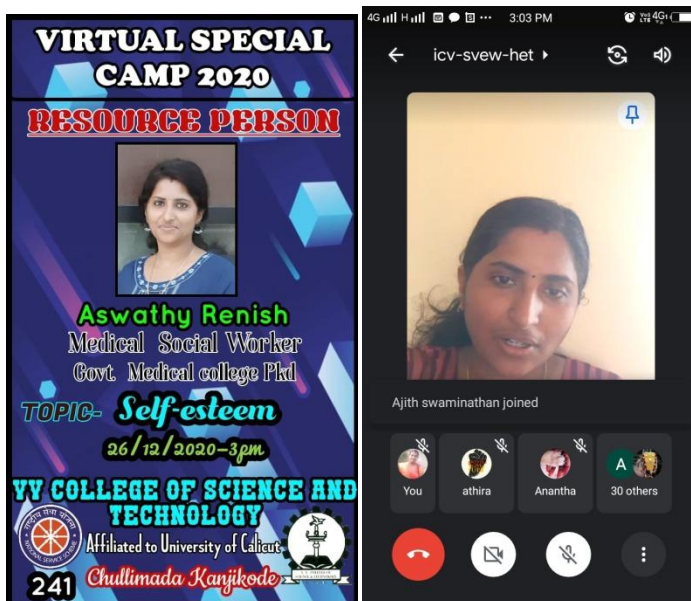 VIRTUAL SPECIAL
CAMP 2020
RESOURCE PERSON
Aswathy Renish
Medical Social Worker
Govt. Medical college Pkd
TOPIC- Self-esteem
26/12/2020-3pm
YY COLLEGE OF SCIENCE AND
TECHNOLOGY
Affiliated to University of Calicut
Chullimada Kanjikode
241
4G H 3:03 PM 4G
icv-svew-het
Ajith swaminathan joined
You
athira
Anantha
A
30 others